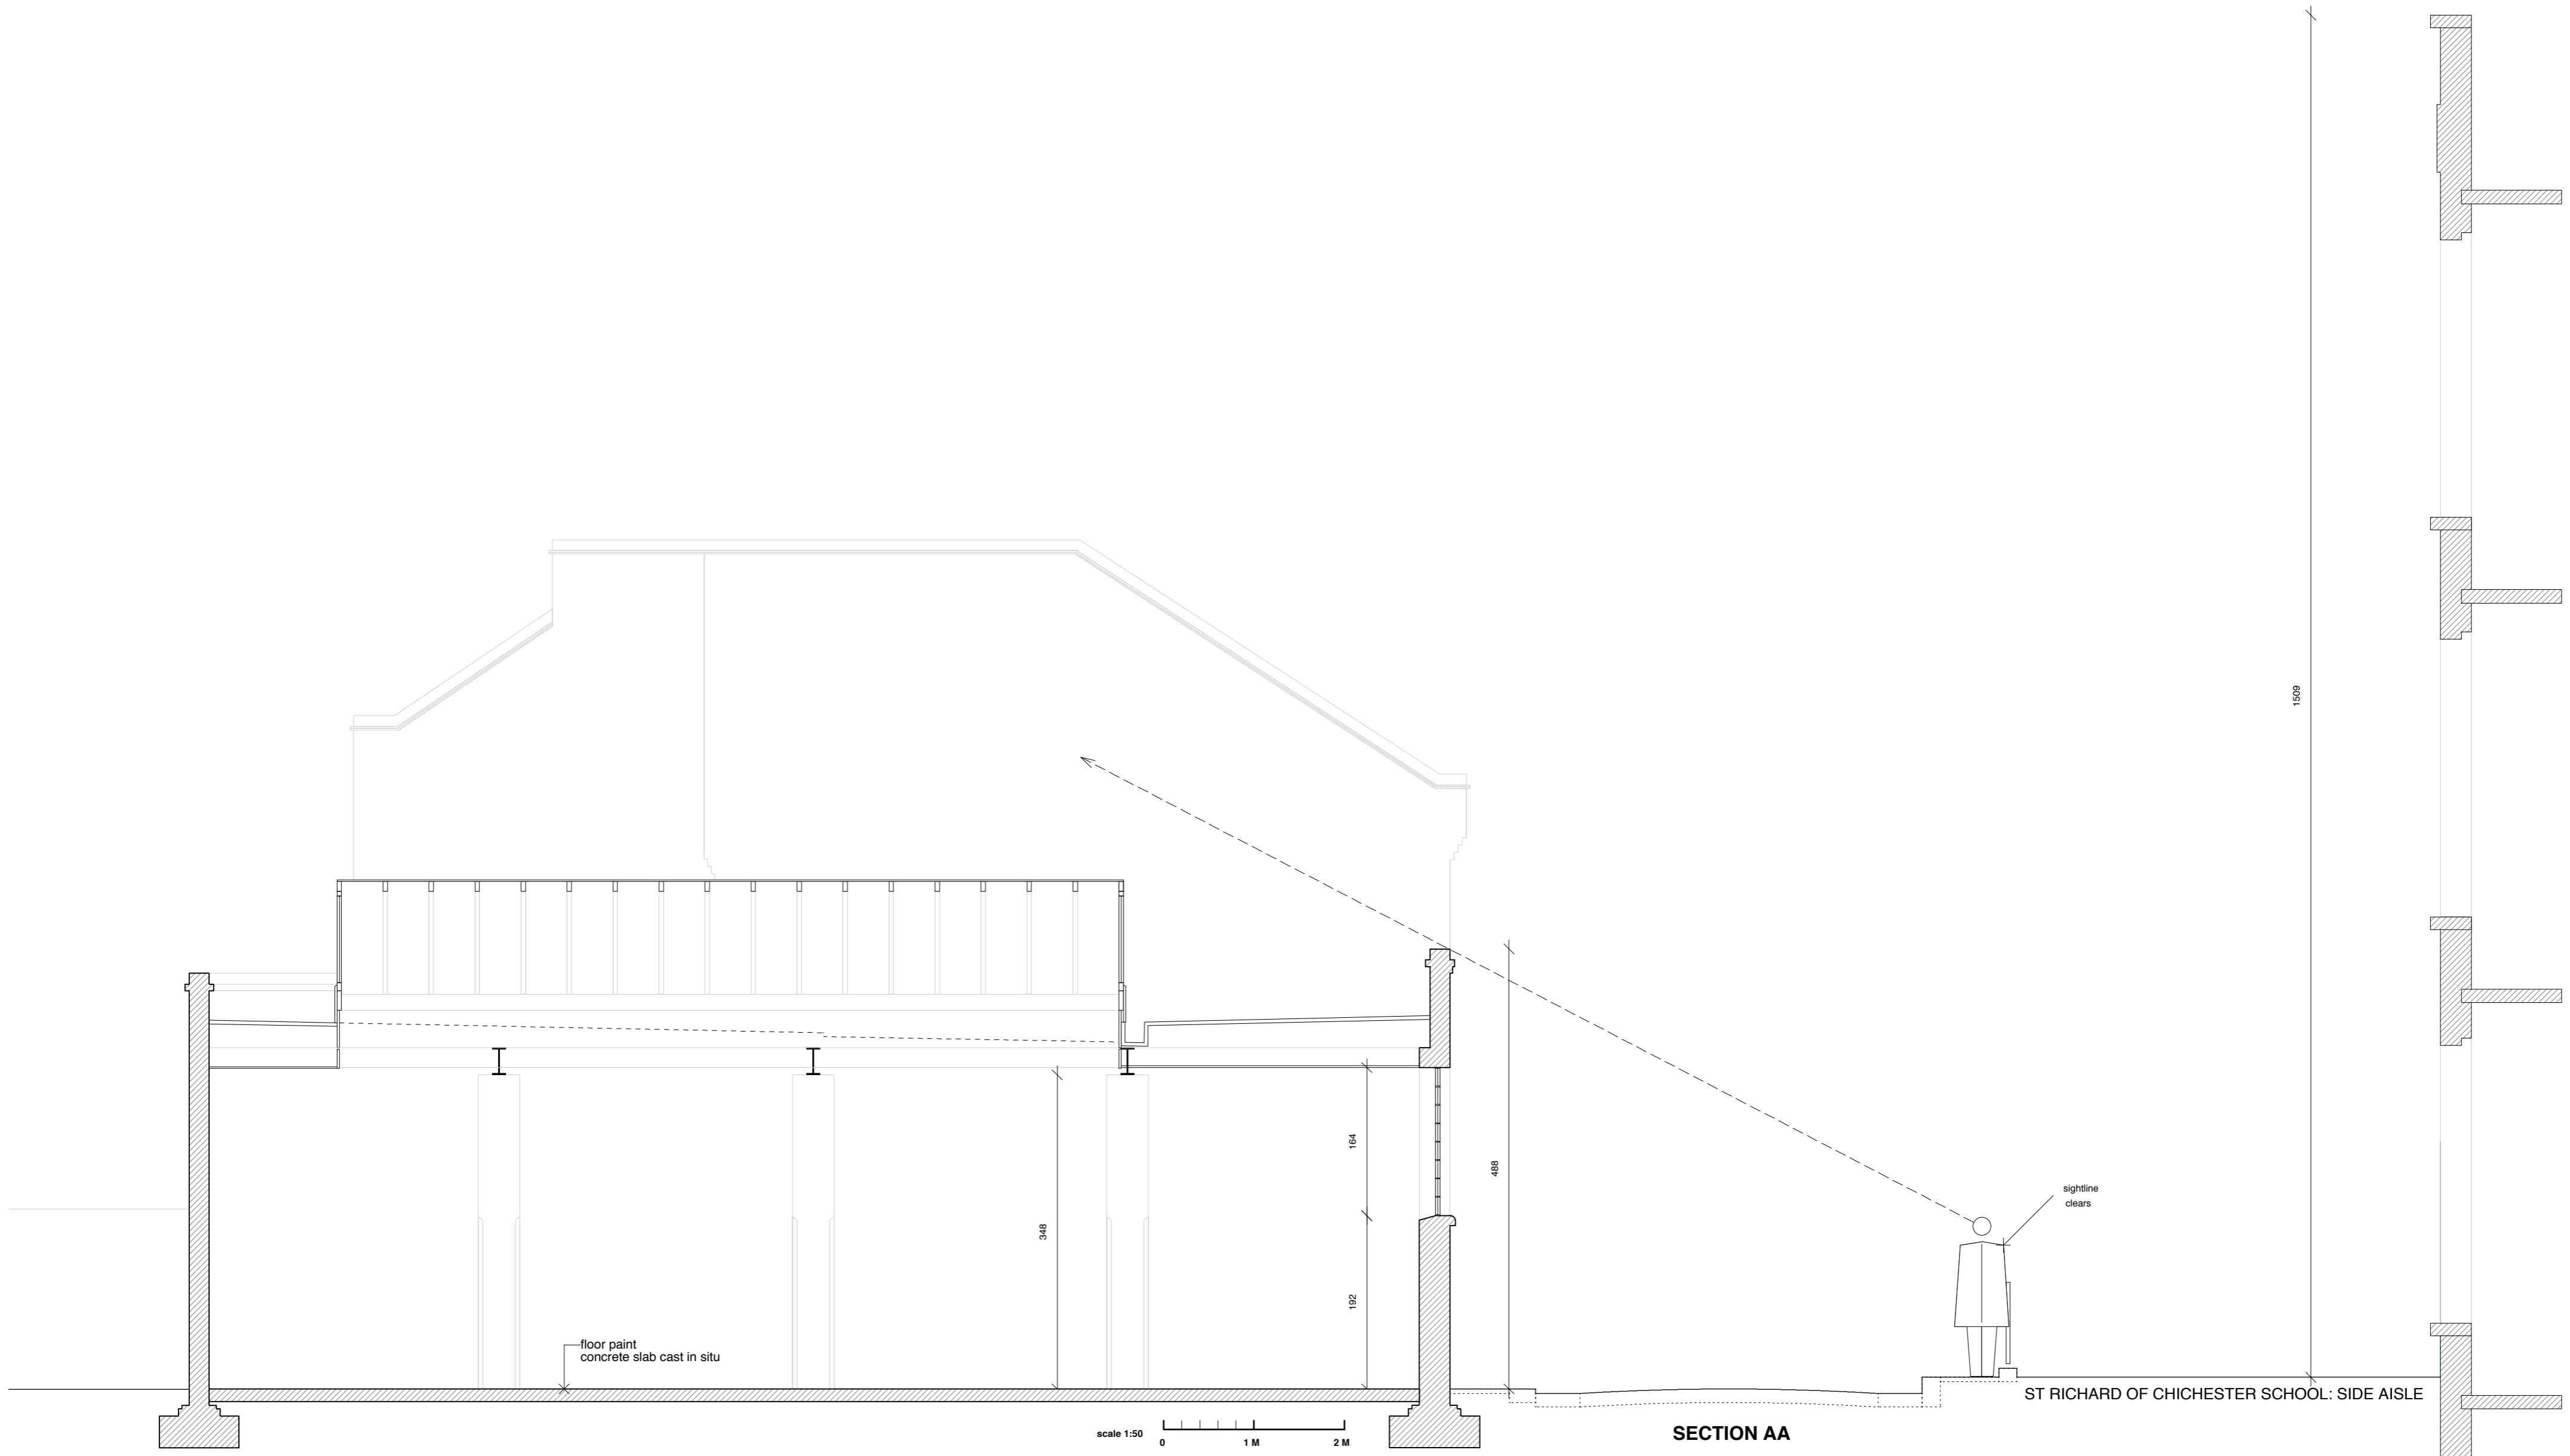 1509
164
488
348
192
sightline
clears
floor paint
concrete slab cast in situ
ST RICHARD OF CHICHESTER SCHOOL: SIDE AISLE
scale 1:50
0 1 M 2 M
SECTION AA